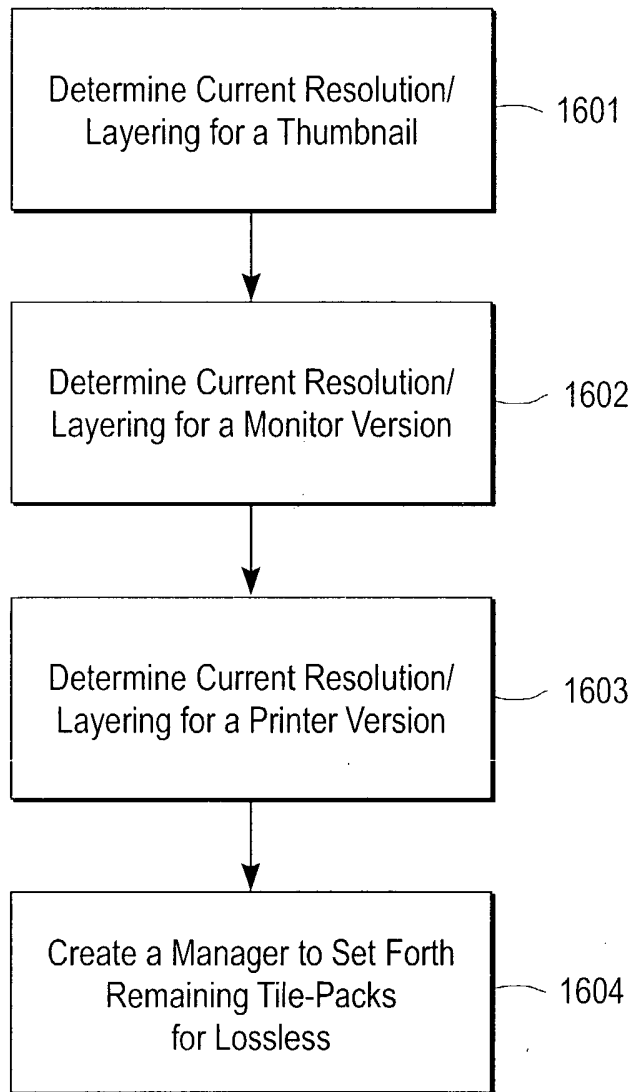 Determine Current Resolution/
Layering for a Thumbnail
1601
Determine Current Resolution/
Layering for a Monitor Version
1602
Determine Current Resolution/
Layering for a Printer Version
1603
Create a Manager to Set Forth
Remaining Tile-Packs
for Lossless
1604